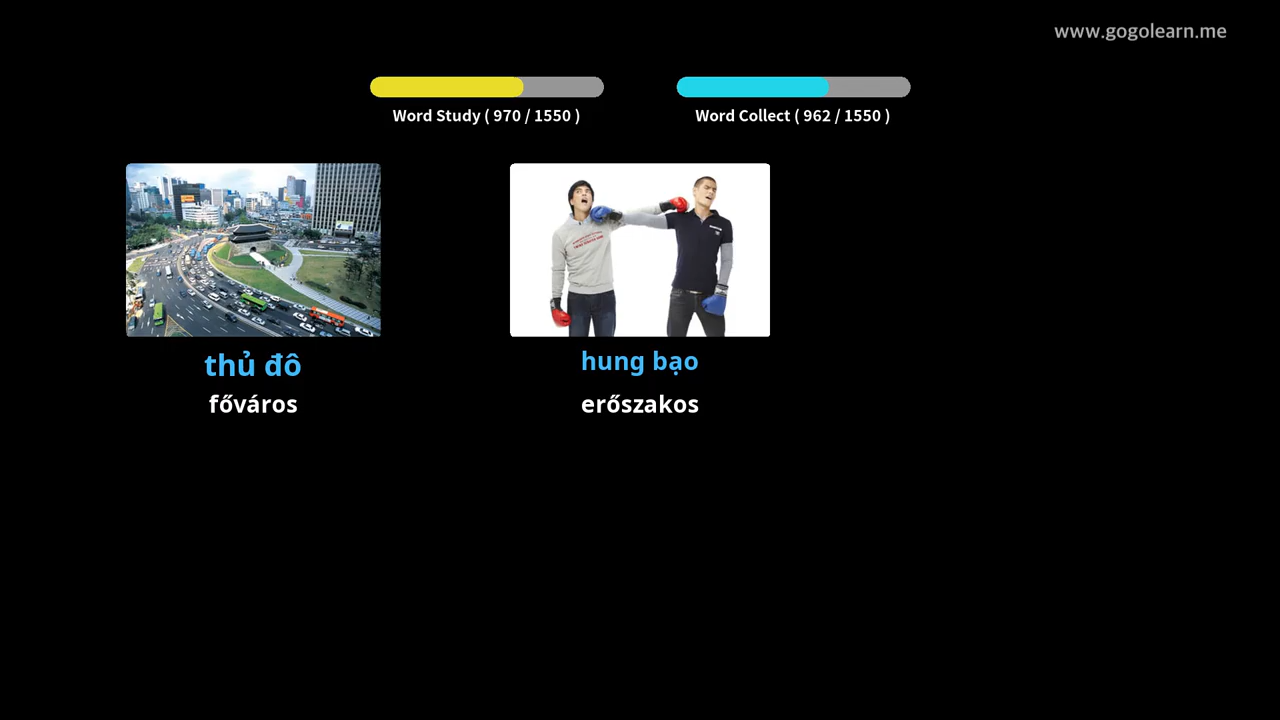 www.gogolearn.me
Word Study ( 970 / 1550 )
Word Collect ( 962 / 1550 )
thủ đô
főváros
hung bạo
erőszakos